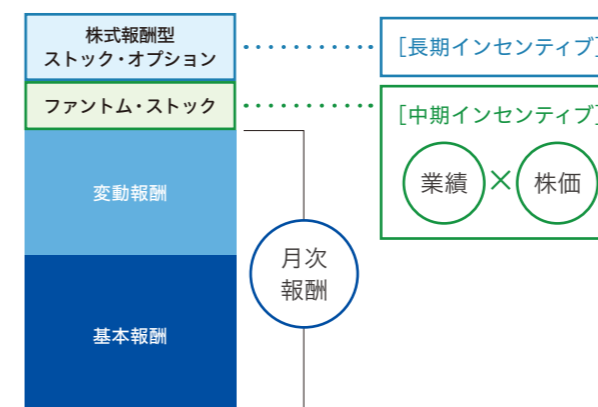 株式報酬型
ストック・オプション
[長期インセンティブ]
ファントム・ストック
[中期インセンティブ]
業績×株価
変動報酬
月次
報酬
基本報酬